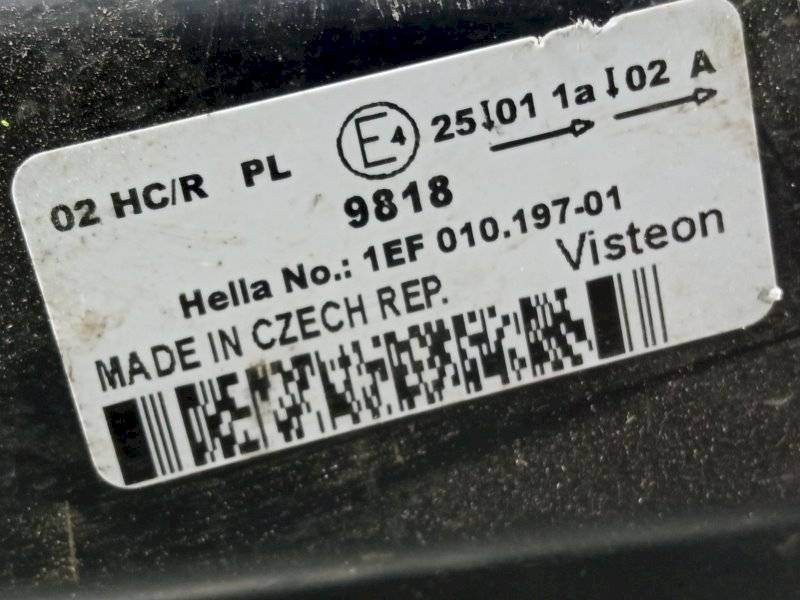 02 HC/R PL E4 25↓01 1a↓02 A
→ →
9818
Hella No.: 1EF 010.197-01
Visteon
MADE IN CZECH REP.